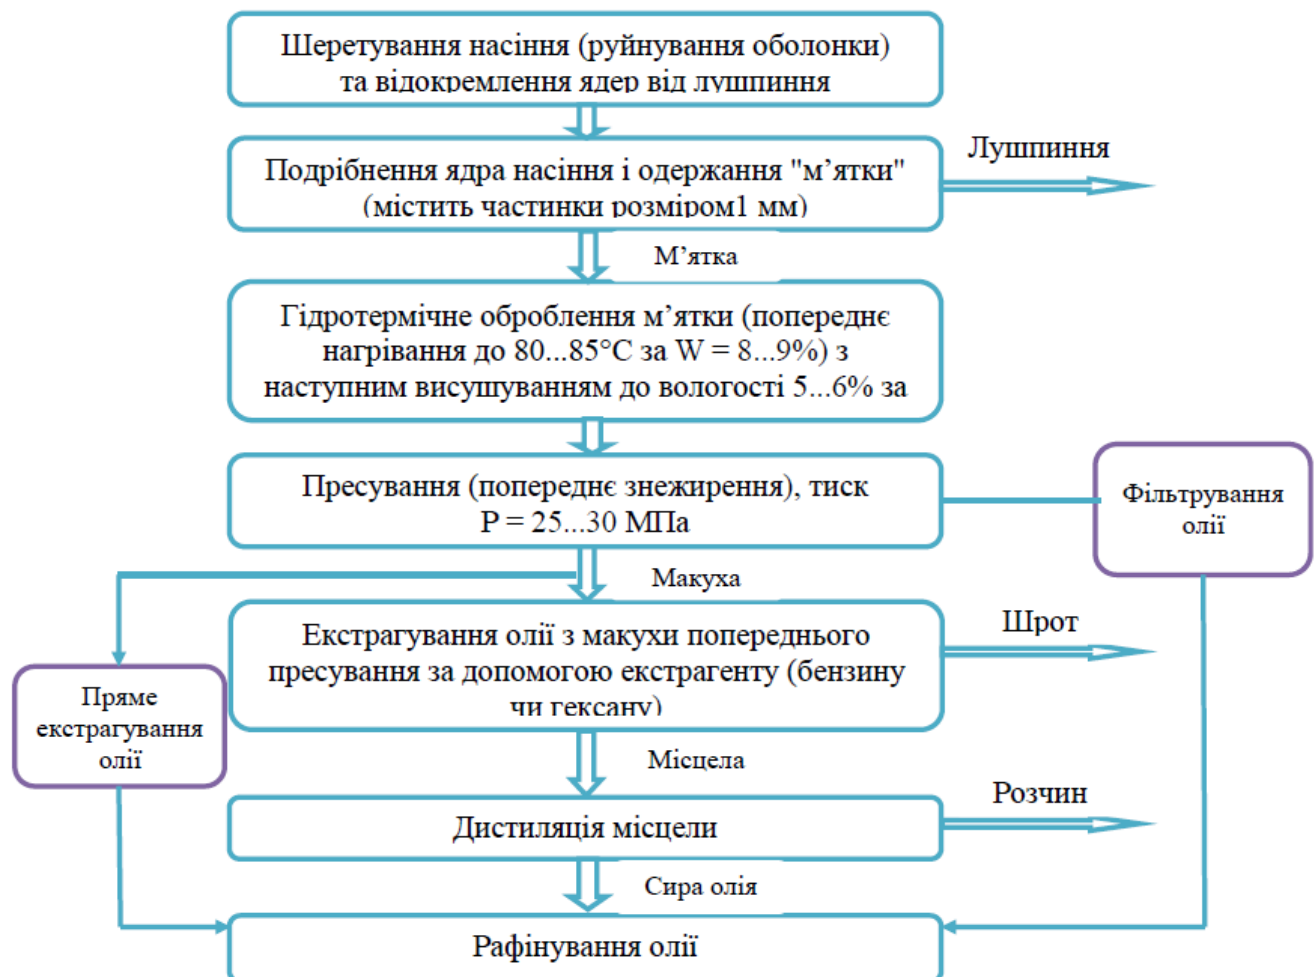 Шеретування насіння (руйнування оболонки)
та відокремлення ядер від лушпиння
Лушпиння
Подрібнення ядра насіння і одержання "м’ятки"
(містить частинки розміром1 мм)
М’ятка
Гідротермічне оброблення м’ятки (попереднє
нагрівання до 80...85°С за W = 8...9%) з
наступним висушуванням до вологості 5...6% за
Пресування (попереднє знежирення), тиск
Р = 25...30 МПа
Фільтрування
олії
Макуха
Екстрагування олії з макухи попереднього
пресування за допомогою екстрагенту (бензину
чи гексану)
Шрот
Пряме
екстрагування
олії
Місцела
Розчин
Дистиляція місцели
Сира олія
Рафінування олії